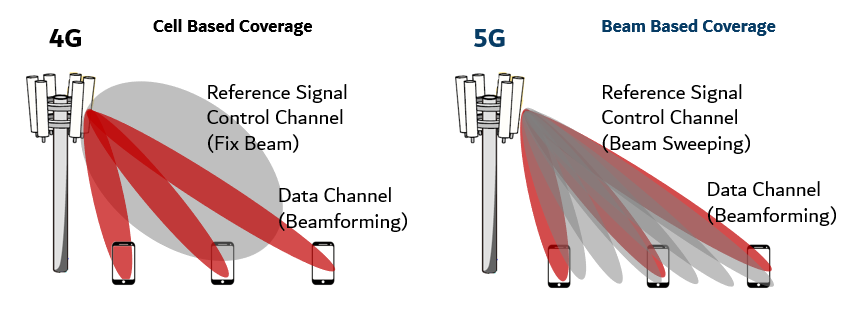 4G
Cell Based Coverage
Reference Signal
Control Channel
(Fix Beam)
Data Channel
(Beamforming)
5G
Beam Based Coverage
Reference Signal
Control Channel
(Beam Sweeping)
Data Channel
(Beamforming)